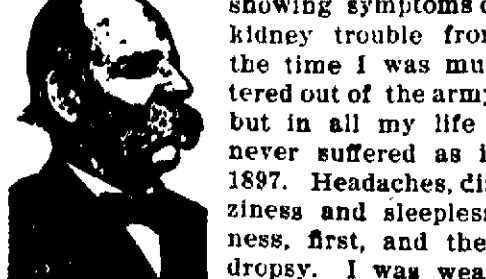 showing symptoms o
kidney trouble from
the time I was mus
tered out of the army
but in all my life
never suffered as i
1897. Headaches, diz
ziness and sleepless
ness, first, and the
dropsy. I was wea